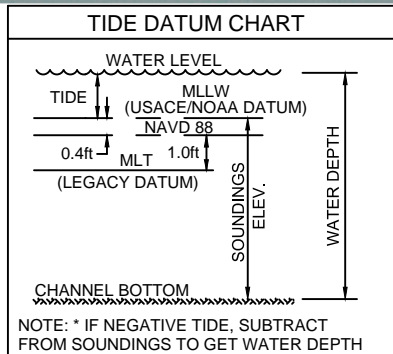 TIDE DATUM CHART
WATER LEVEL
TIDE
MLLW
(USACE/NOAA DATUM)
NAVD 88
0.4ft
1.0ft
MLT
(LEGACY DATUM)
SOUNDINGS
ELEV.
WATER DEPTH
CHANNEL BOTTOM
NOTE: * IF NEGATIVE TIDE, SUBTRACT
FROM SOUNDINGS TO GET WATER DEPTH